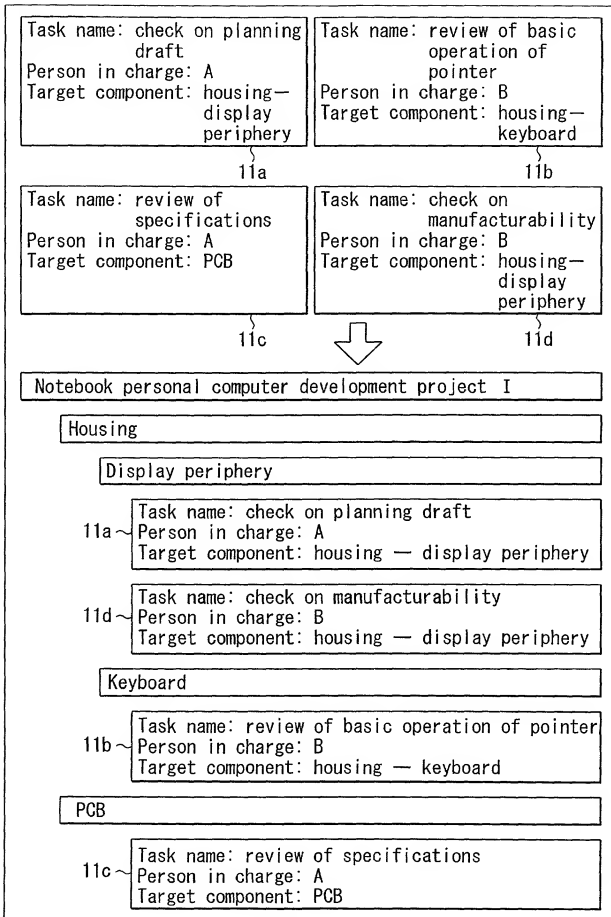 Task name: check on planning
draft
Person in charge: A
Target component: housing—
display
periphery
11a
Task name: review of basic
operation of
pointer
Person in charge: B
Target component: housing—
keyboard
11b
Task name: review of
specifications
Person in charge: A
Target component: PCB
11c
Task name: check on
manufacturability
Person in charge: B
Target component: housing—
display
periphery
11d
Notebook personal computer development project I
Housing
Display periphery
11a
Task name: check on planning draft
Person in charge: A
Target component: housing — display periphery
11d
Task name: check on manufacturability
Person in charge: B
Target component: housing — display periphery
Keyboard
11b
Task name: review of basic operation of pointer
Person in charge: B
Target component: housing — keyboard
PCB
11c
Task name: review of specifications
Person in charge: A
Target component: PCB